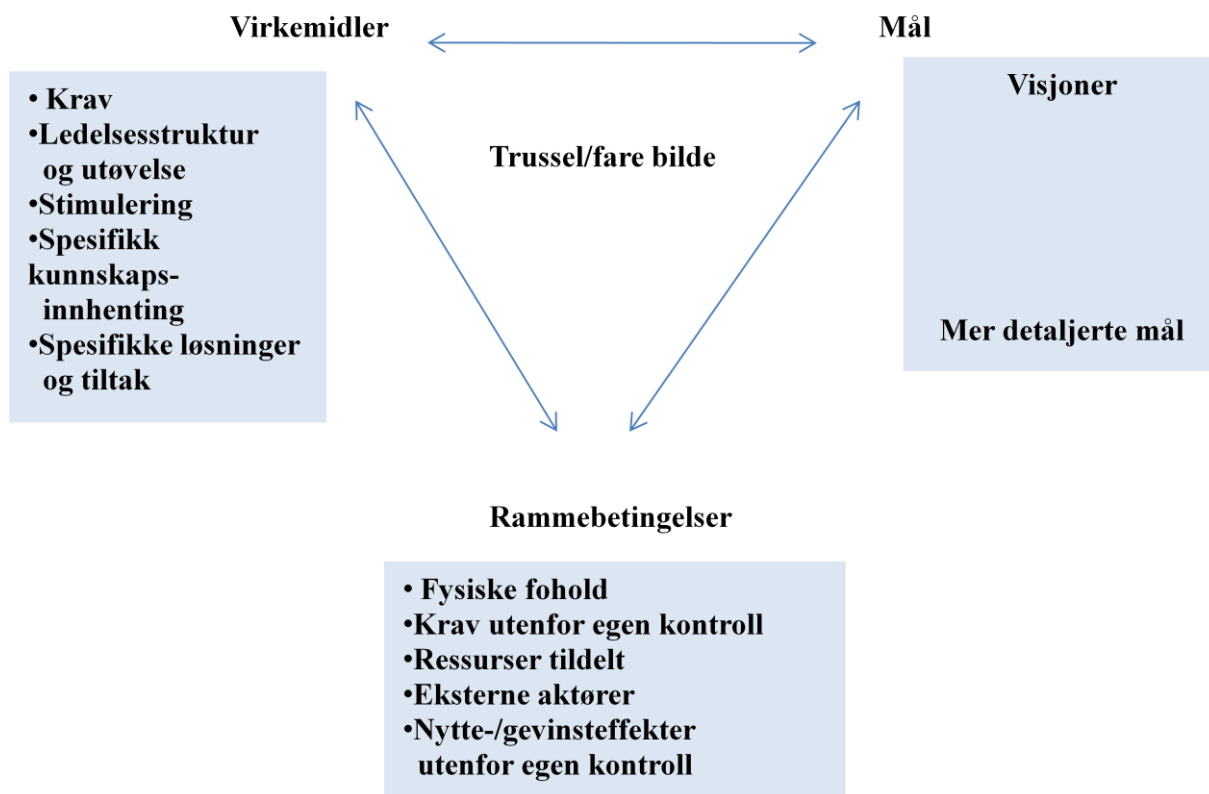 Virkemidler
Mål
• Krav
•Ledelsesstruktur
og utøvelse
•Stimulering
•Spesifikk
kunnskaps-
innhenting
•Spesifikke løsninger
og tiltak
Trussel/fare bilde
Visjoner
Mer detaljerte mål
Rammebetingelser
• Fysiske fohold
•Krav utenfor egen kontroll
•Ressurser tildelt
•Eksterne aktører
•Nytte-/gevinsteffekter
utenfor egen kontroll